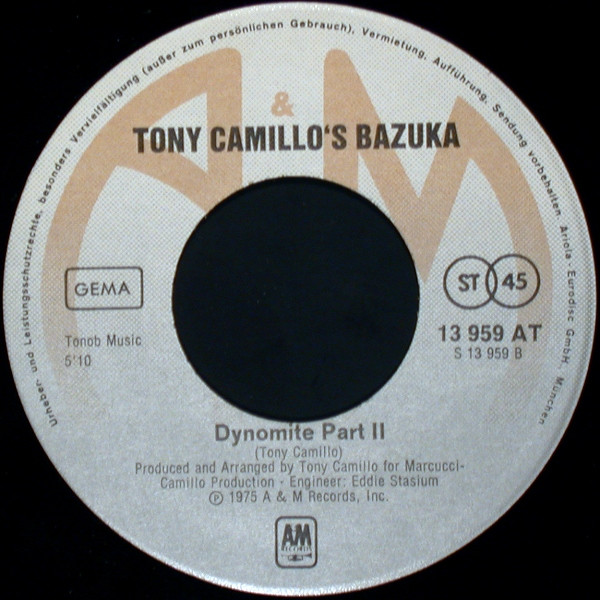 Urheber- und Leistungsschutzrechte, besonders Vervielfältigung (außer zum persönlichen Gebrauch), Vermietung, Aufführung, Sendung vorbehalten. Ariola-Eurodisc GmbH, München
A & M
TONY CAMILLO'S BAZUKA
GEMA
ST 45
Tonob Music
5'10
13 959 AT
S 13 959 B
Dynomite Part II
(Tony Camillo)
Produced and Arranged by Tony Camillo for Marcucci-
Camillo Production - Engineer: Eddie Stasium
℗ 1975 A & M Records, Inc.
AM
RECORDS